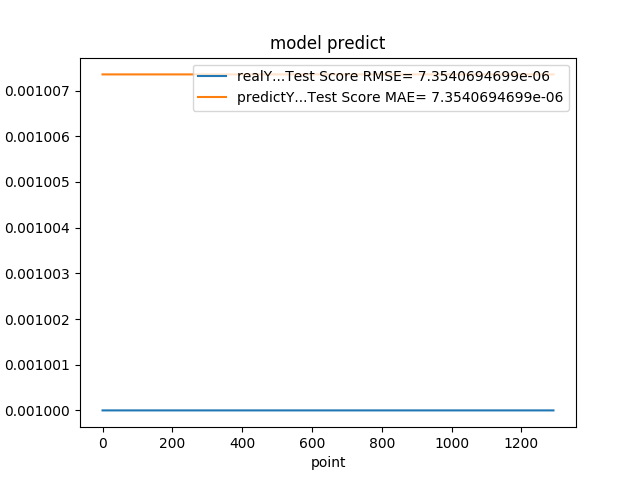 model predict
realY...Test Score RMSE= 7.3540694699e-06
predictY...Test Score MAE= 7.3540694699e-06
0.001007
0.001006
0.001005
0.001004
0.001003
0.001002
0.001001
0.001000
0 200 400 600 800 1000 1200
point